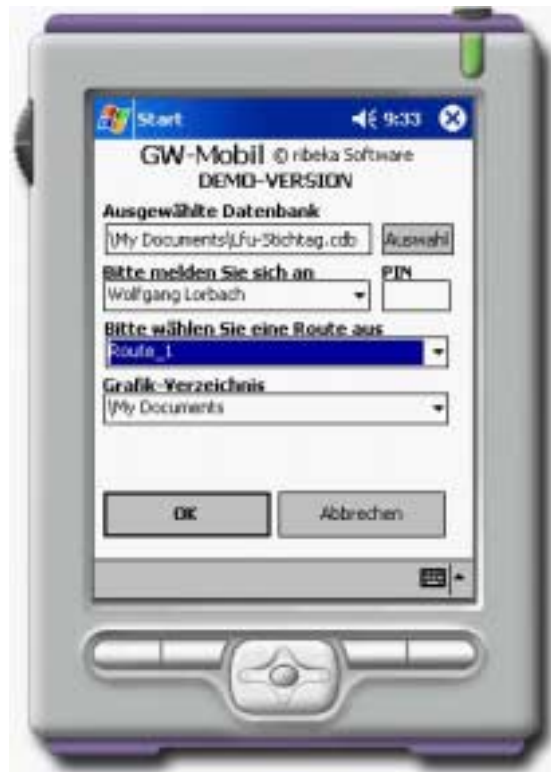 Start 9:33
GW-Mobil © ribeka Software
DEMO-VERSION
Ausgewählte Datenbank
\My Documents\Lfu-Stichtag.cdb Auswahl
Bitte melden Sie sich an PIN
Wolfgang Lorbach
Bitte wählen Sie eine Route aus
Route_1
Grafik-Verzeichnis
\My Documents
OK Abbrechen